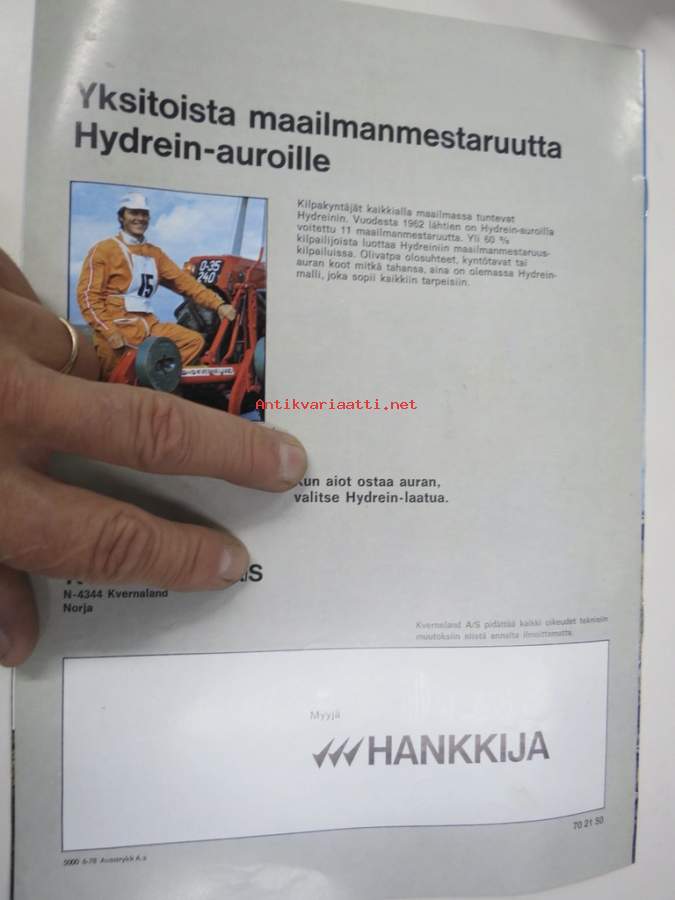 Yksitoista maailmanmestaruutta
Hydrein-auroille
Kilpakyntäjät kaikkialla maailmassa tuntevat
Hydreinin. Vuodesta 1962 lähtien on Hydrein-auroilla
voitettu 11 maailmanmestaruutta. Yli 60 %
kilpailijoista luottaa Hydreiniin maailmanmestaruus-
kilpailuissa. Olivatpa olosuhteet, kyntötavat tai
auran koot mitkä tahansa, aina on olemassa Hydrein-
malli, joka sopii kaikkiin tarpeisiin.
0-35
240
15
Antikvariaatti.net
aiot ostaa auran,
valitse Hydrein-laatua.
N-4344 Kvernaland
Norja
Kverneland A/S pidättää kaikki oikeudet teknisiin
muutoksiin niistä ennalta ilmoittamatta.
Myyjä
HANKKIJA
70 21 50
5000 6-78